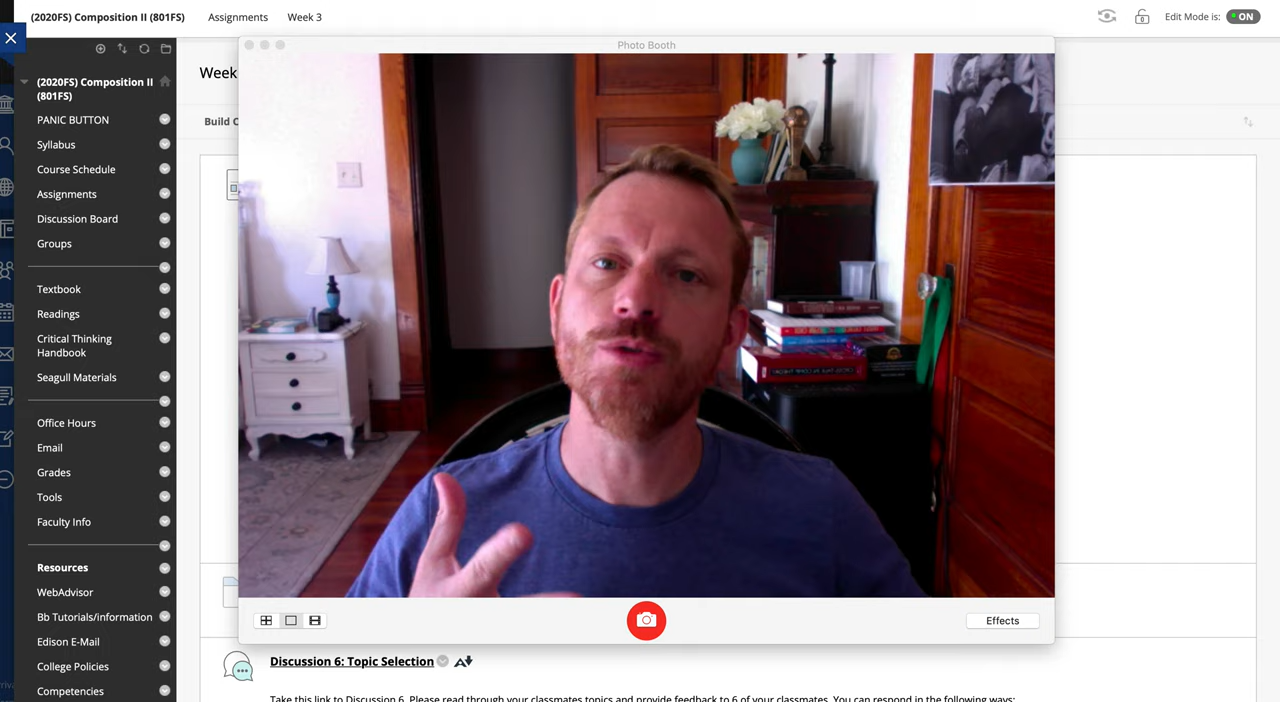 (2020FS) Composition II (801FS)
Assignments
Week 3
Edit Mode is:
ON
(2020FS) Composition II
(801FS)
PANIC BUTTON
Syllabus
Course Schedule
Assignments
Discussion Board
Groups
Textbook
Readings
Critical Thinking
Handbook
Seagull Materials
Office Hours
Email
Grades
Tools
Faculty Info
Resources
WebAdvisor
Bb Tutorials/information
Edison E-Mail
College Policies
Competencies
Week
Build C
Photo Booth
Effects
Discussion 6: Topic Selection
Take this link to Discussion 6. Please read through your classmates topics and provide feedback to 6 of your classmates. You can respond in the following ways: